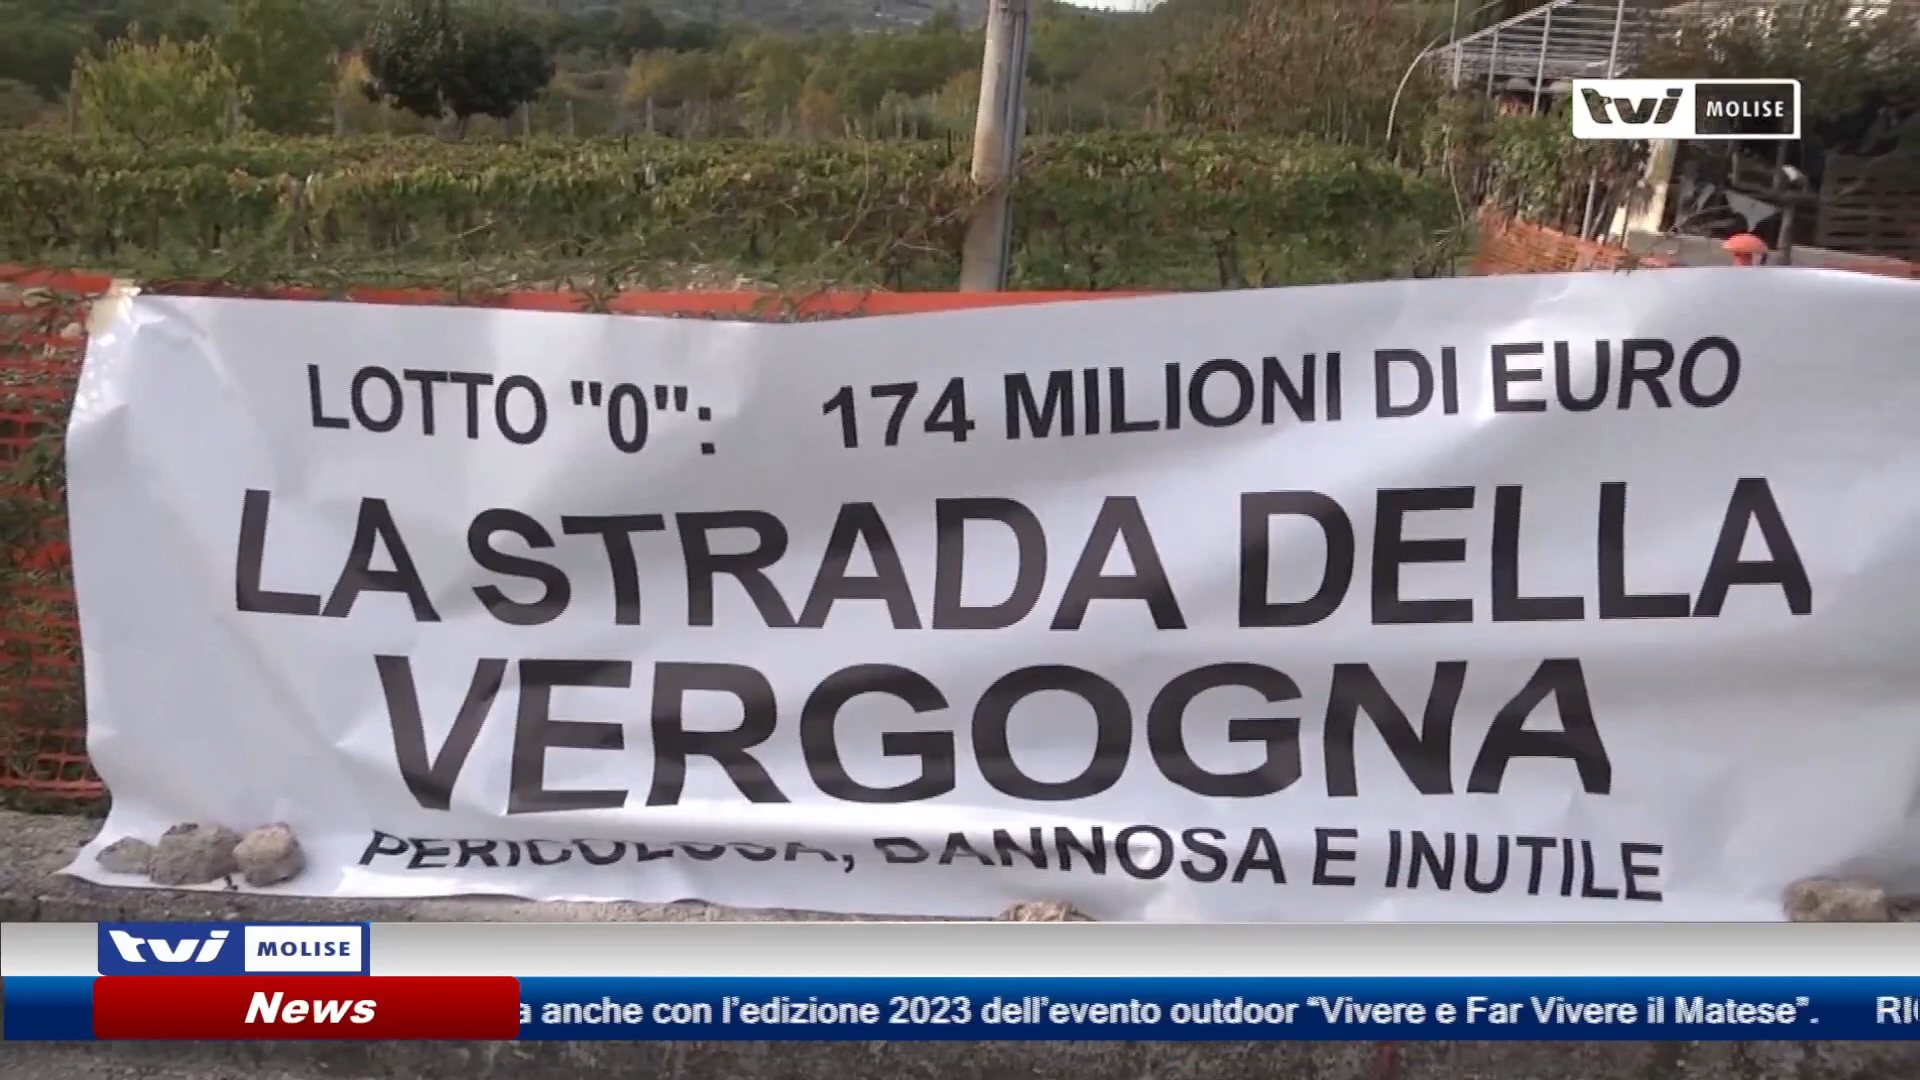 tvi MOLISE
LOTTO "0": 174 MILIONI DI EURO
LA STRADA DELLA
VERGOGNA
PERICOLOSA, DANNOSA E INUTILE
tvi MOLISE
News
a anche con l’edizione 2023 dell’evento outdoor “Vivere e Far Vivere il Matese”.